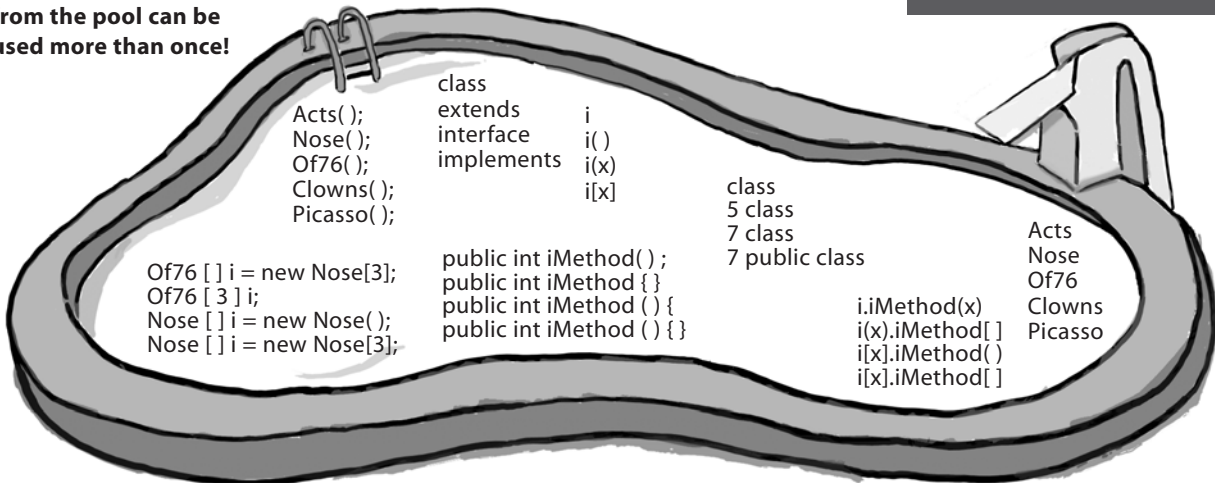 rom the pool can be
used more than once!
Acts( );
Nose( );
Of76( );
Clowns( );
Picasso( );
class
extends
interface
implements
i
i( )
i(x)
i[x]
class
5 class
7 class
7 public class
Acts
Nose
Of76
Clowns
Picasso
Of76 [ ] i = new Nose[3];
Of76 [ 3 ] i;
Nose [ ] i = new Nose( );
Nose [ ] i = new Nose[3];
public int iMethod( ) ;
public int iMethod { }
public int iMethod ( ) {
public int iMethod ( ) { }
i.iMethod(x)
i(x).iMethod[ ]
i[x].iMethod( )
i[x].iMethod[ ]